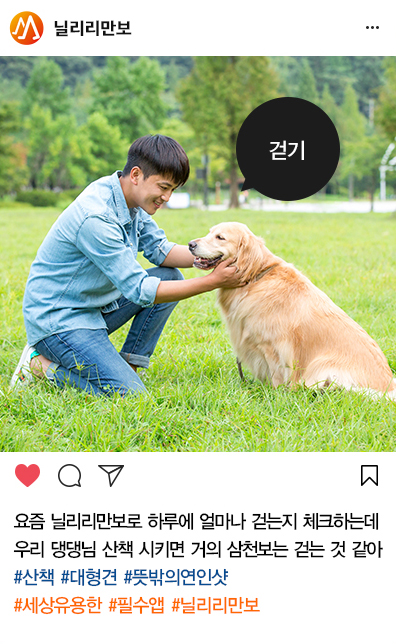 닐리리만보
걷기
요즘 닐리리만보로 하루에 얼마나 걷는지 체크하는데
우리 댕댕님 산책 시키면 거의 삼천보는 걷는 것 같아
#산책 #대형견 #뜻밖의연인샷
#세상유용한 #필수앱 #닐리리만보